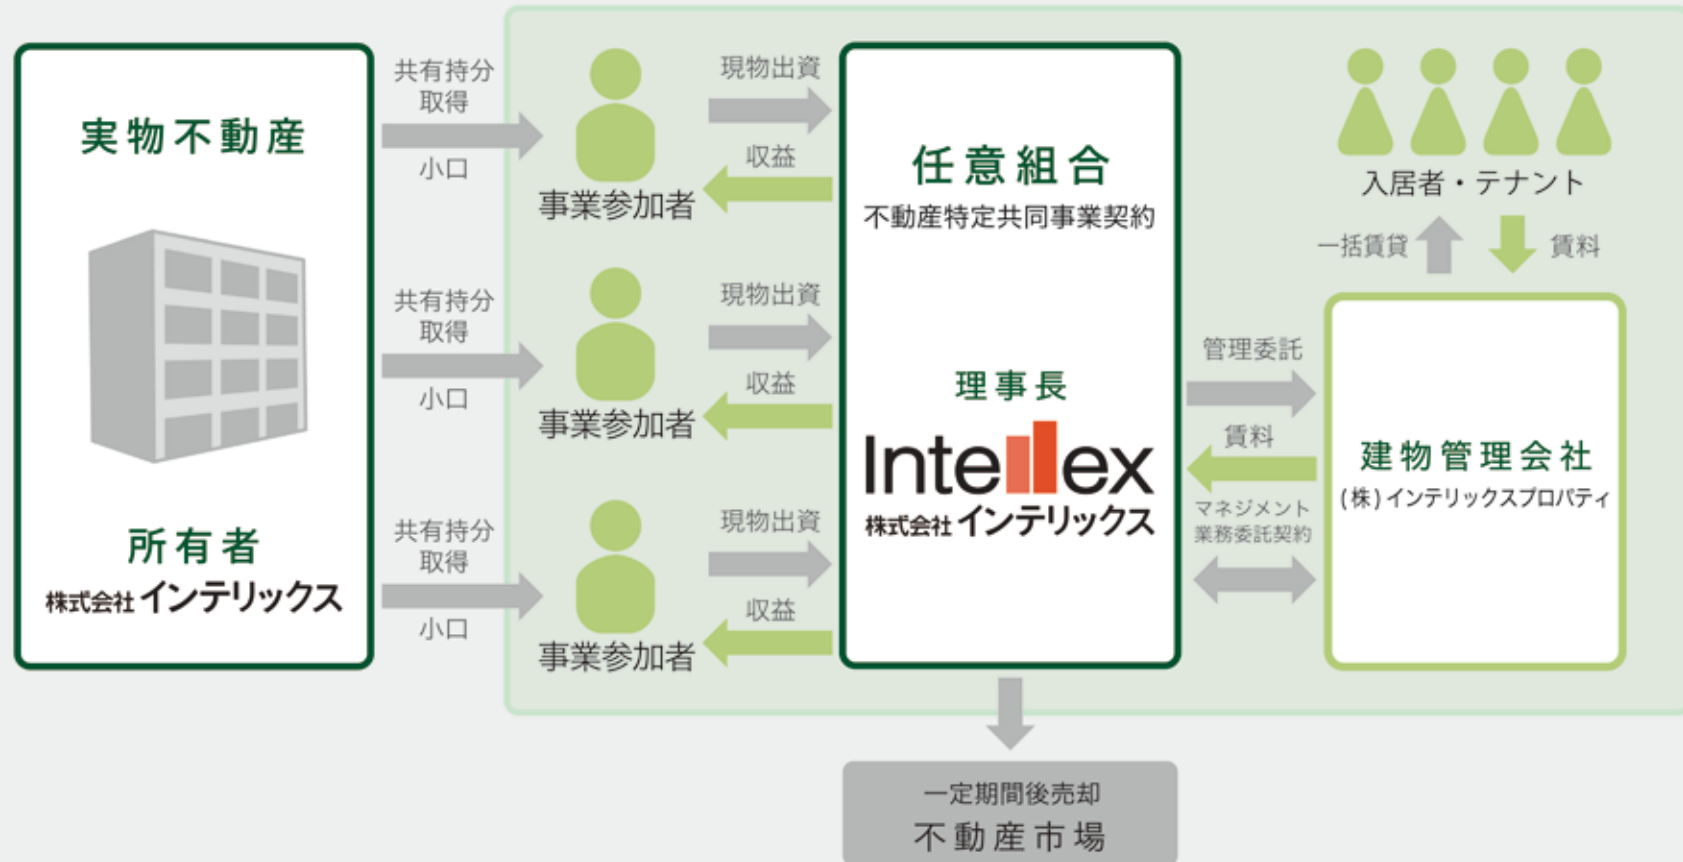 実物不動産
所有者
株式会社インテリックス
共有持分
取得
小口
事業参加者
現物出資
収益
共有持分
取得
小口
事業参加者
現物出資
収益
共有持分
取得
小口
事業参加者
現物出資
収益
任意組合
不動産特定共同事業契約
理事長
Intellex
株式会社インテリックス
管理委託
賃料
マネジメント
業務委託契約
入居者・テナント
一括賃貸
賃料
建物管理会社
(株)インテリックスプロパティ
一定期間後売却
不動産市場